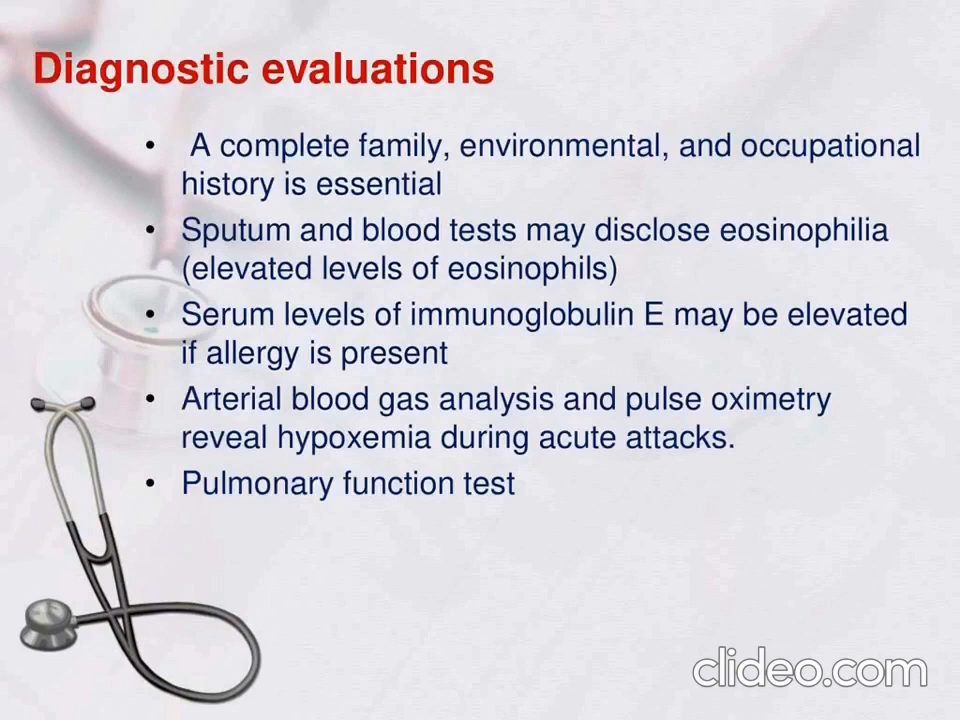 Diagnostic evaluations
• A complete family, environmental, and occupational
history is essential
• Sputum and blood tests may disclose eosinophilia
(elevated levels of eosinophils)
• Serum levels of immunoglobulin E may be elevated
if allergy is present
• Arterial blood gas analysis and pulse oximetry
reveal hypoxemia during acute attacks.
• Pulmonary function test
clideo.com